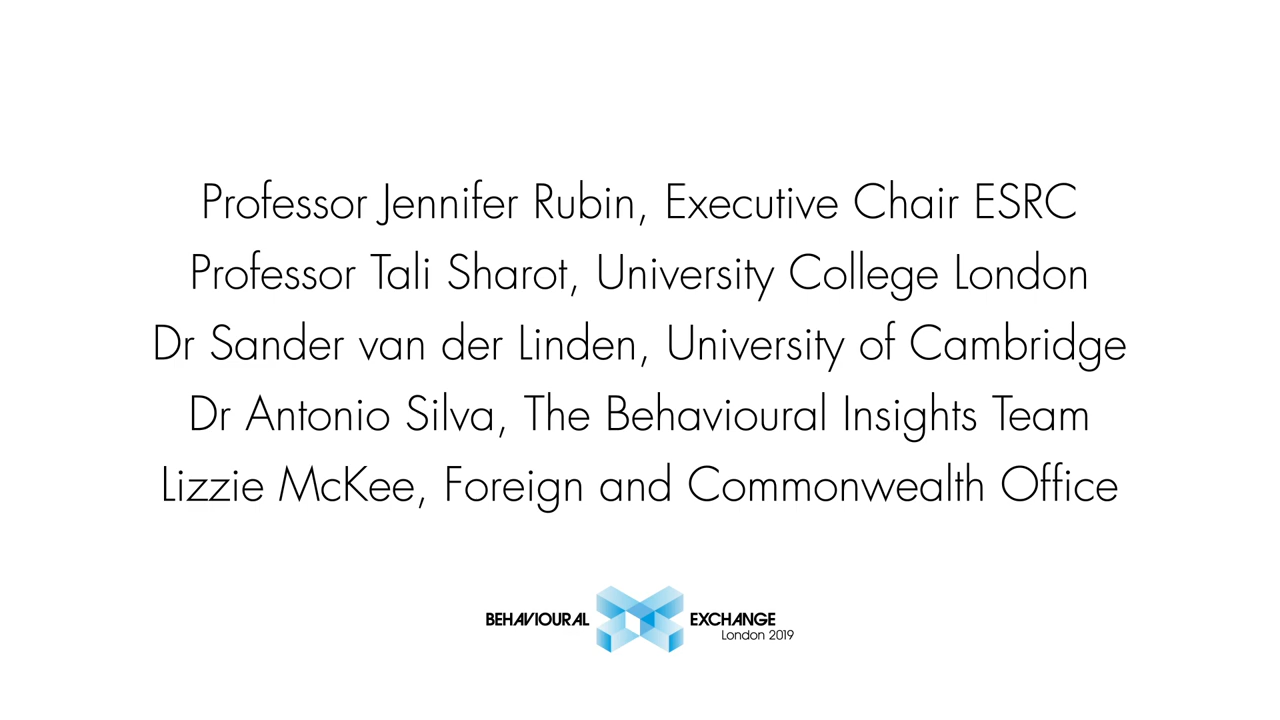 Professor Jennifer Rubin, Executive Chair ESRC
Professor Tali Sharot, University College London
Dr Sander van der Linden, University of Cambridge
Dr Antonio Silva, The Behavioural Insights Team
Lizzie McKee, Foreign and Commonwealth Office
BEHAVIOURAL EXCHANGE
London 2019